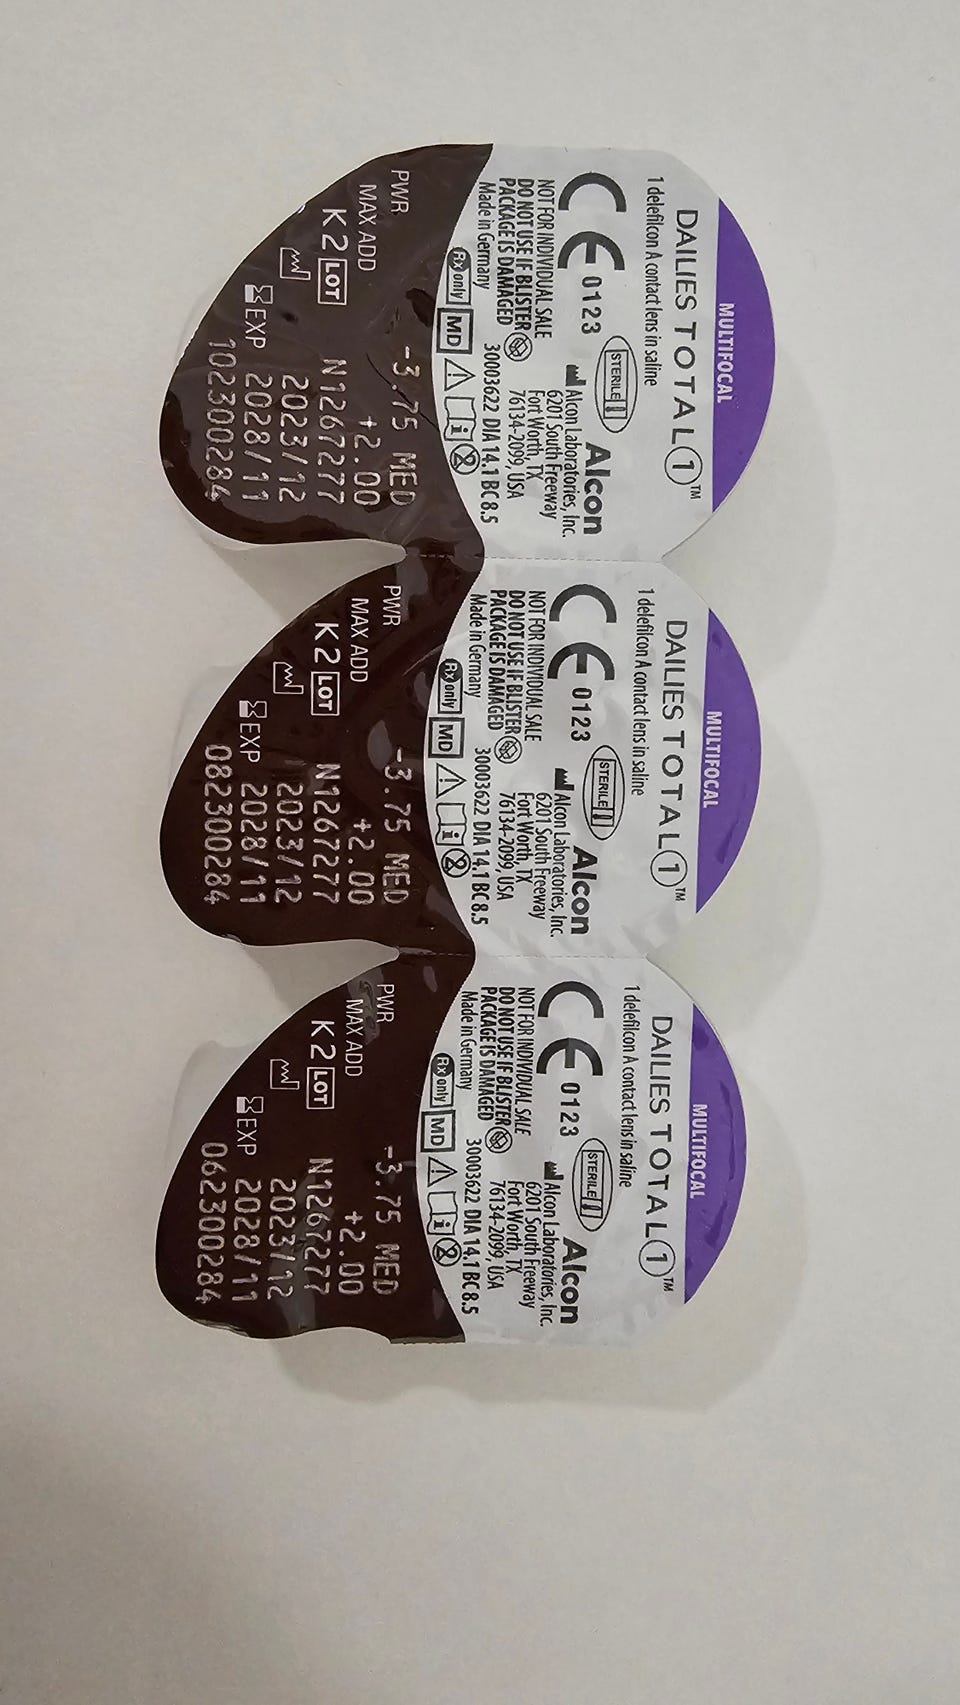 MULTIFOCAL
DAILIES TOTAL 1™
1 delefilcon A contact lens in saline
CE 0123 STERILE Alcon
Alcon Laboratories, Inc.
6201 South Freeway
Fort Worth, TX
76134-2099, USA
NOT FOR INDIVIDUAL SALE
DO NOT USE IF BLISTER
PACKAGE IS DAMAGED
Made in Germany 30003622 DIA 14.1 BC 8.5
Rx only MD
PWR -3.75 MED
MAX ADD +2.00
K2 LOT N1267277
2023/12
EXP 2028/11
102300284
MULTIFOCAL
DAILIES TOTAL 1™
1 delefilcon A contact lens in saline
CE 0123 STERILE Alcon
Alcon Laboratories, Inc.
6201 South Freeway
Fort Worth, TX
76134-2099, USA
NOT FOR INDIVIDUAL SALE
DO NOT USE IF BLISTER
PACKAGE IS DAMAGED
Made in Germany 30003622 DIA 14.1 BC 8.5
Rx only MD
PWR -3.75 MED
MAX ADD +2.00
K2 LOT N1267277
2023/12
EXP 2028/11
082300284
MULTIFOCAL
DAILIES TOTAL 1™
1 delefilcon A contact lens in saline
CE 0123 STERILE Alcon
Alcon Laboratories, Inc.
6201 South Freeway
Fort Worth, TX
76134-2099, USA
NOT FOR INDIVIDUAL SALE
DO NOT USE IF BLISTER
PACKAGE IS DAMAGED
Made in Germany 30003622 DIA 14.1 BC 8.5
Rx only MD
PWR -3.75 MED
MAX ADD +2.00
K2 LOT N1267277
2023/12
EXP 2028/11
062300284